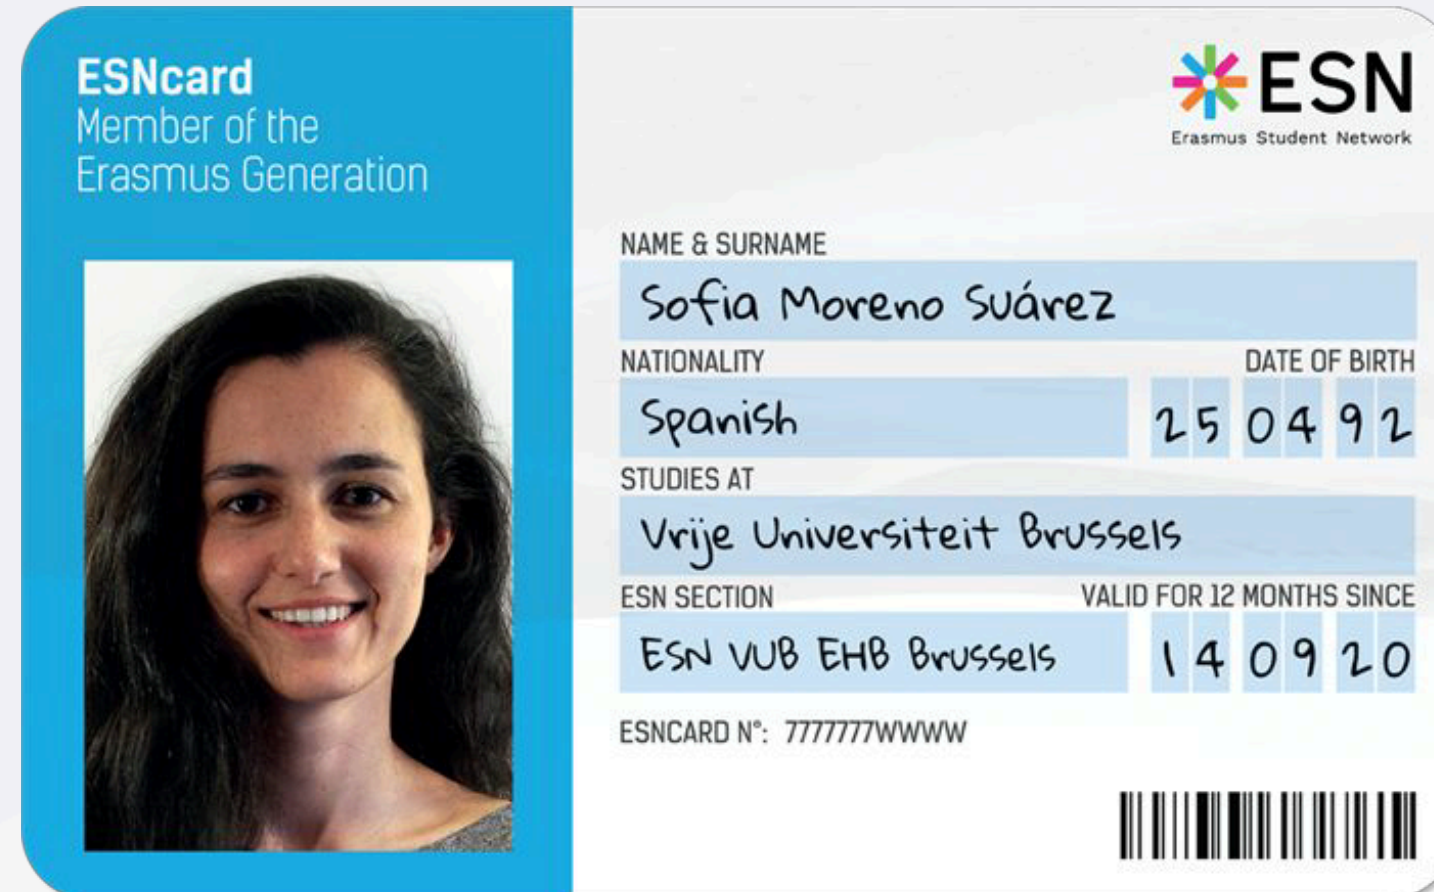 ESNcard
Member of the
Erasmus Generation
ESN
Erasmus Student Network
NAME & SURNAME
Sofia Moreno Suárez
NATIONALITY DATE OF BIRTH
Spanish 25 04 92
STUDIES AT
Vrije Universiteit Brussels
ESN SECTION VALID FOR 12 MONTHS SINCE
ESN VUB EHB Brussels 14 09 20
ESNCARD N°: 7777777WWWW